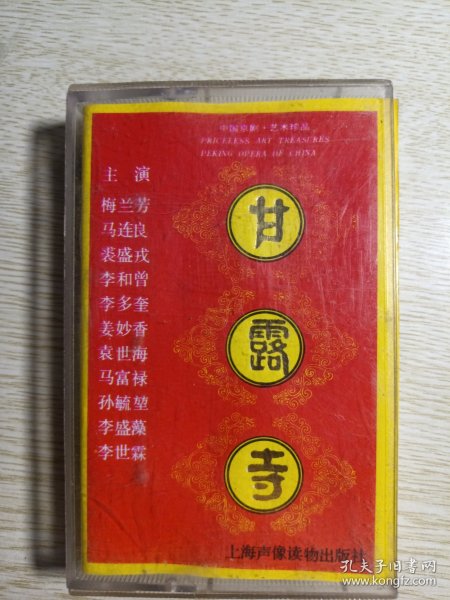 中国京剧·艺术珍品
PRICELESS ART TREASURES
PEKING OPERA OF CHINA
主演
梅兰芳
马连良
裘盛戎
李和曾
李多奎
姜妙香
袁世海
马富禄
孙毓堃
李盛藻
李世霖
甘露寺
上海声像读物出版社
孔夫子旧书网
www.kongfz.com